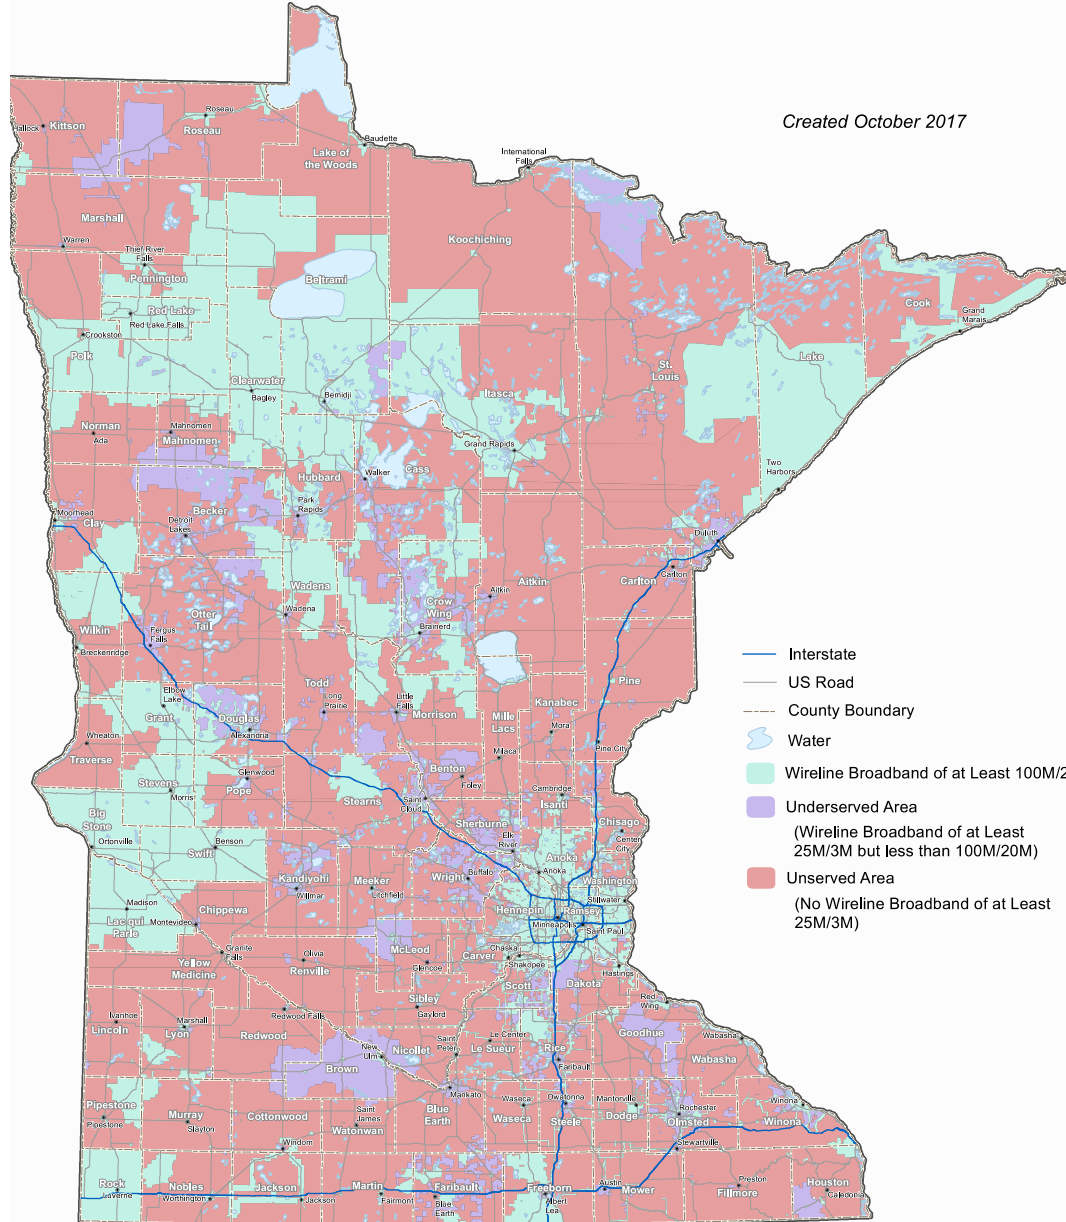 Created October 2017
Roseau
Hallock
Kittson
Roseau
Baudette
International
Falls
Lake of
the Woods
Marshall
Koochiching
Warren
Thief River
Falls
Pennington
Beltrami
Red Lake
Red Lake Falls
Cook
Grand
Marais
Crookston
Polk
Lake
St.
Louis
Clearwater
Bagley
Bemidji
Itasca
Norman
Ada
Mahnomen
Mahnomen
Grand Rapids
Cass
Walker
Two
Harbors
Hubbard
Park
Rapids
Becker
Detroit
Lakes
Moorhead
Clay
Duluth
Carlton
Carlton
Aitkin
Aitkin
Wadena
Wadena
Crow
Wing
Brainerd
Otter
Tail
Fergus
Falls
Wilkin
Breckenridge
Interstate
US Road
County Boundary
Water
Wireline Broadband of at Least 100M/2
Underserved Area
(Wireline Broadband of at Least
25M/3M but less than 100M/20M)
Unserved Area
(No Wireline Broadband of at Least
25M/3M)
Pine
Todd
Long
Prairie
Little
Falls
Morrison
Elbow
Lake
Grant
Douglas
Alexandria
Mille
Lacs
Kanabec
Mora
Pine City
Wheaton
Traverse
Milaca
Benton
Foley
Glenwood
Pope
Stevens
Morris
Stearns
Saint
Cloud
Cambridge
Isanti
Sherburne
Chisago
Center
City
Big
Stone
Ortonville
Swift
Benson
Elk
River
Anoka
Anoka
Washington
Stillwater
Kandiyohi
Willmar
Meeker
Litchfield
Wright
Buffalo
Hennepin
Ramsey
Minneapolis
Saint Paul
Madison
Lac qui
Parle
Montevideo
Chippewa
McLeod
Glencoe
Carver
Chaska
Shakopee
Granite
Falls
Yellow
Medicine
Olivia
Renville
Scott
Dakota
Hastings
Sibley
Gaylord
Red
Wing
Ivanhoe
Lincoln
Marshall
Lyon
Redwood Falls
Redwood
Goodhue
Wabasha
Wabasha
New
Ulm
Nicollet
Saint
Peter
Le Center
Le Sueur
Rice
Faribault
Brown
Mankato
Pipestone
Pipestone
Murray
Slayton
Cottonwood
Saint
James
Watonwan
Blue
Earth
Waseca
Waseca
Owatonna
Steele
Mantorville
Dodge
Rochester
Olmsted
Winona
Winona
Windom
Stewartville
Rock
Luverne
Nobles
Worthington
Jackson
Jackson
Martin
Fairmont
Faribault
Blue
Earth
Freeborn
Albert
Lea
Austin
Mower
Preston
Fillmore
Houston
Caledonia